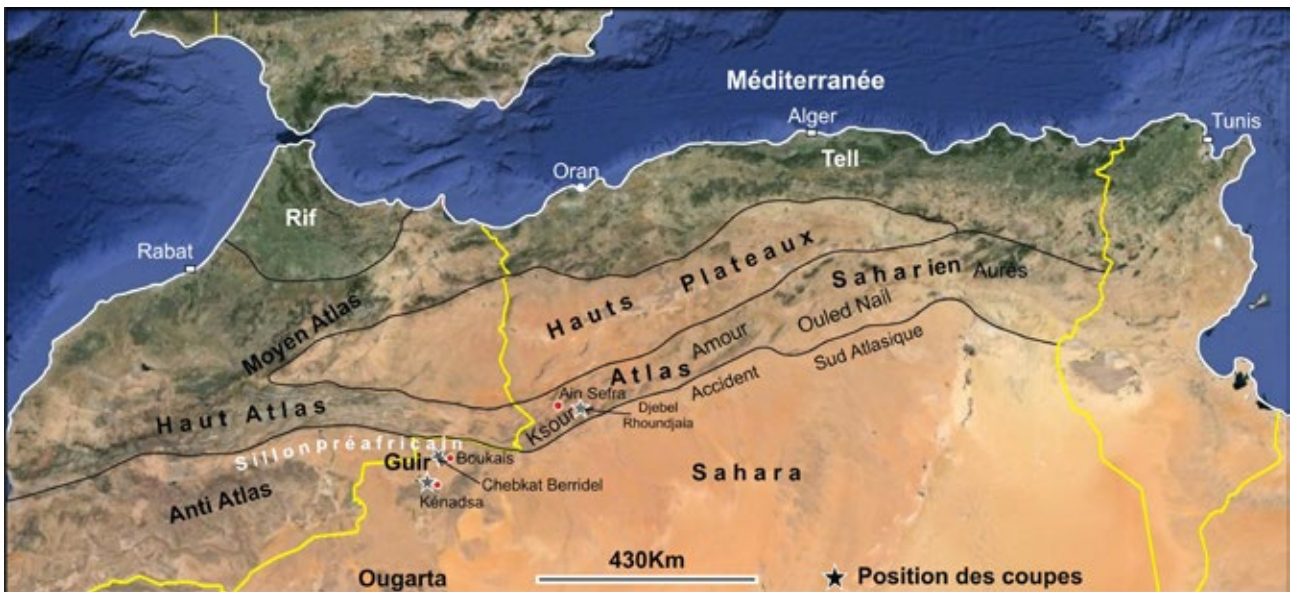 Méditerranée
Alger
Tunis
Tell
Oran
Rif
Rabat
Hauts Plateaux
Saharien
Aurès
Moyen Atlas
Ouled Nail
Amour
Sud Atlasique
Atlas
Accident
Ain Sefra
Haut Atlas
Ksour
Djebel
Rhoundjaia
Sillon préafricain
Guir
Boukais
Sahara
Chebkat Berridel
Anti Atlas
Kénadsa
430Km
Ougarta
Position des coupes